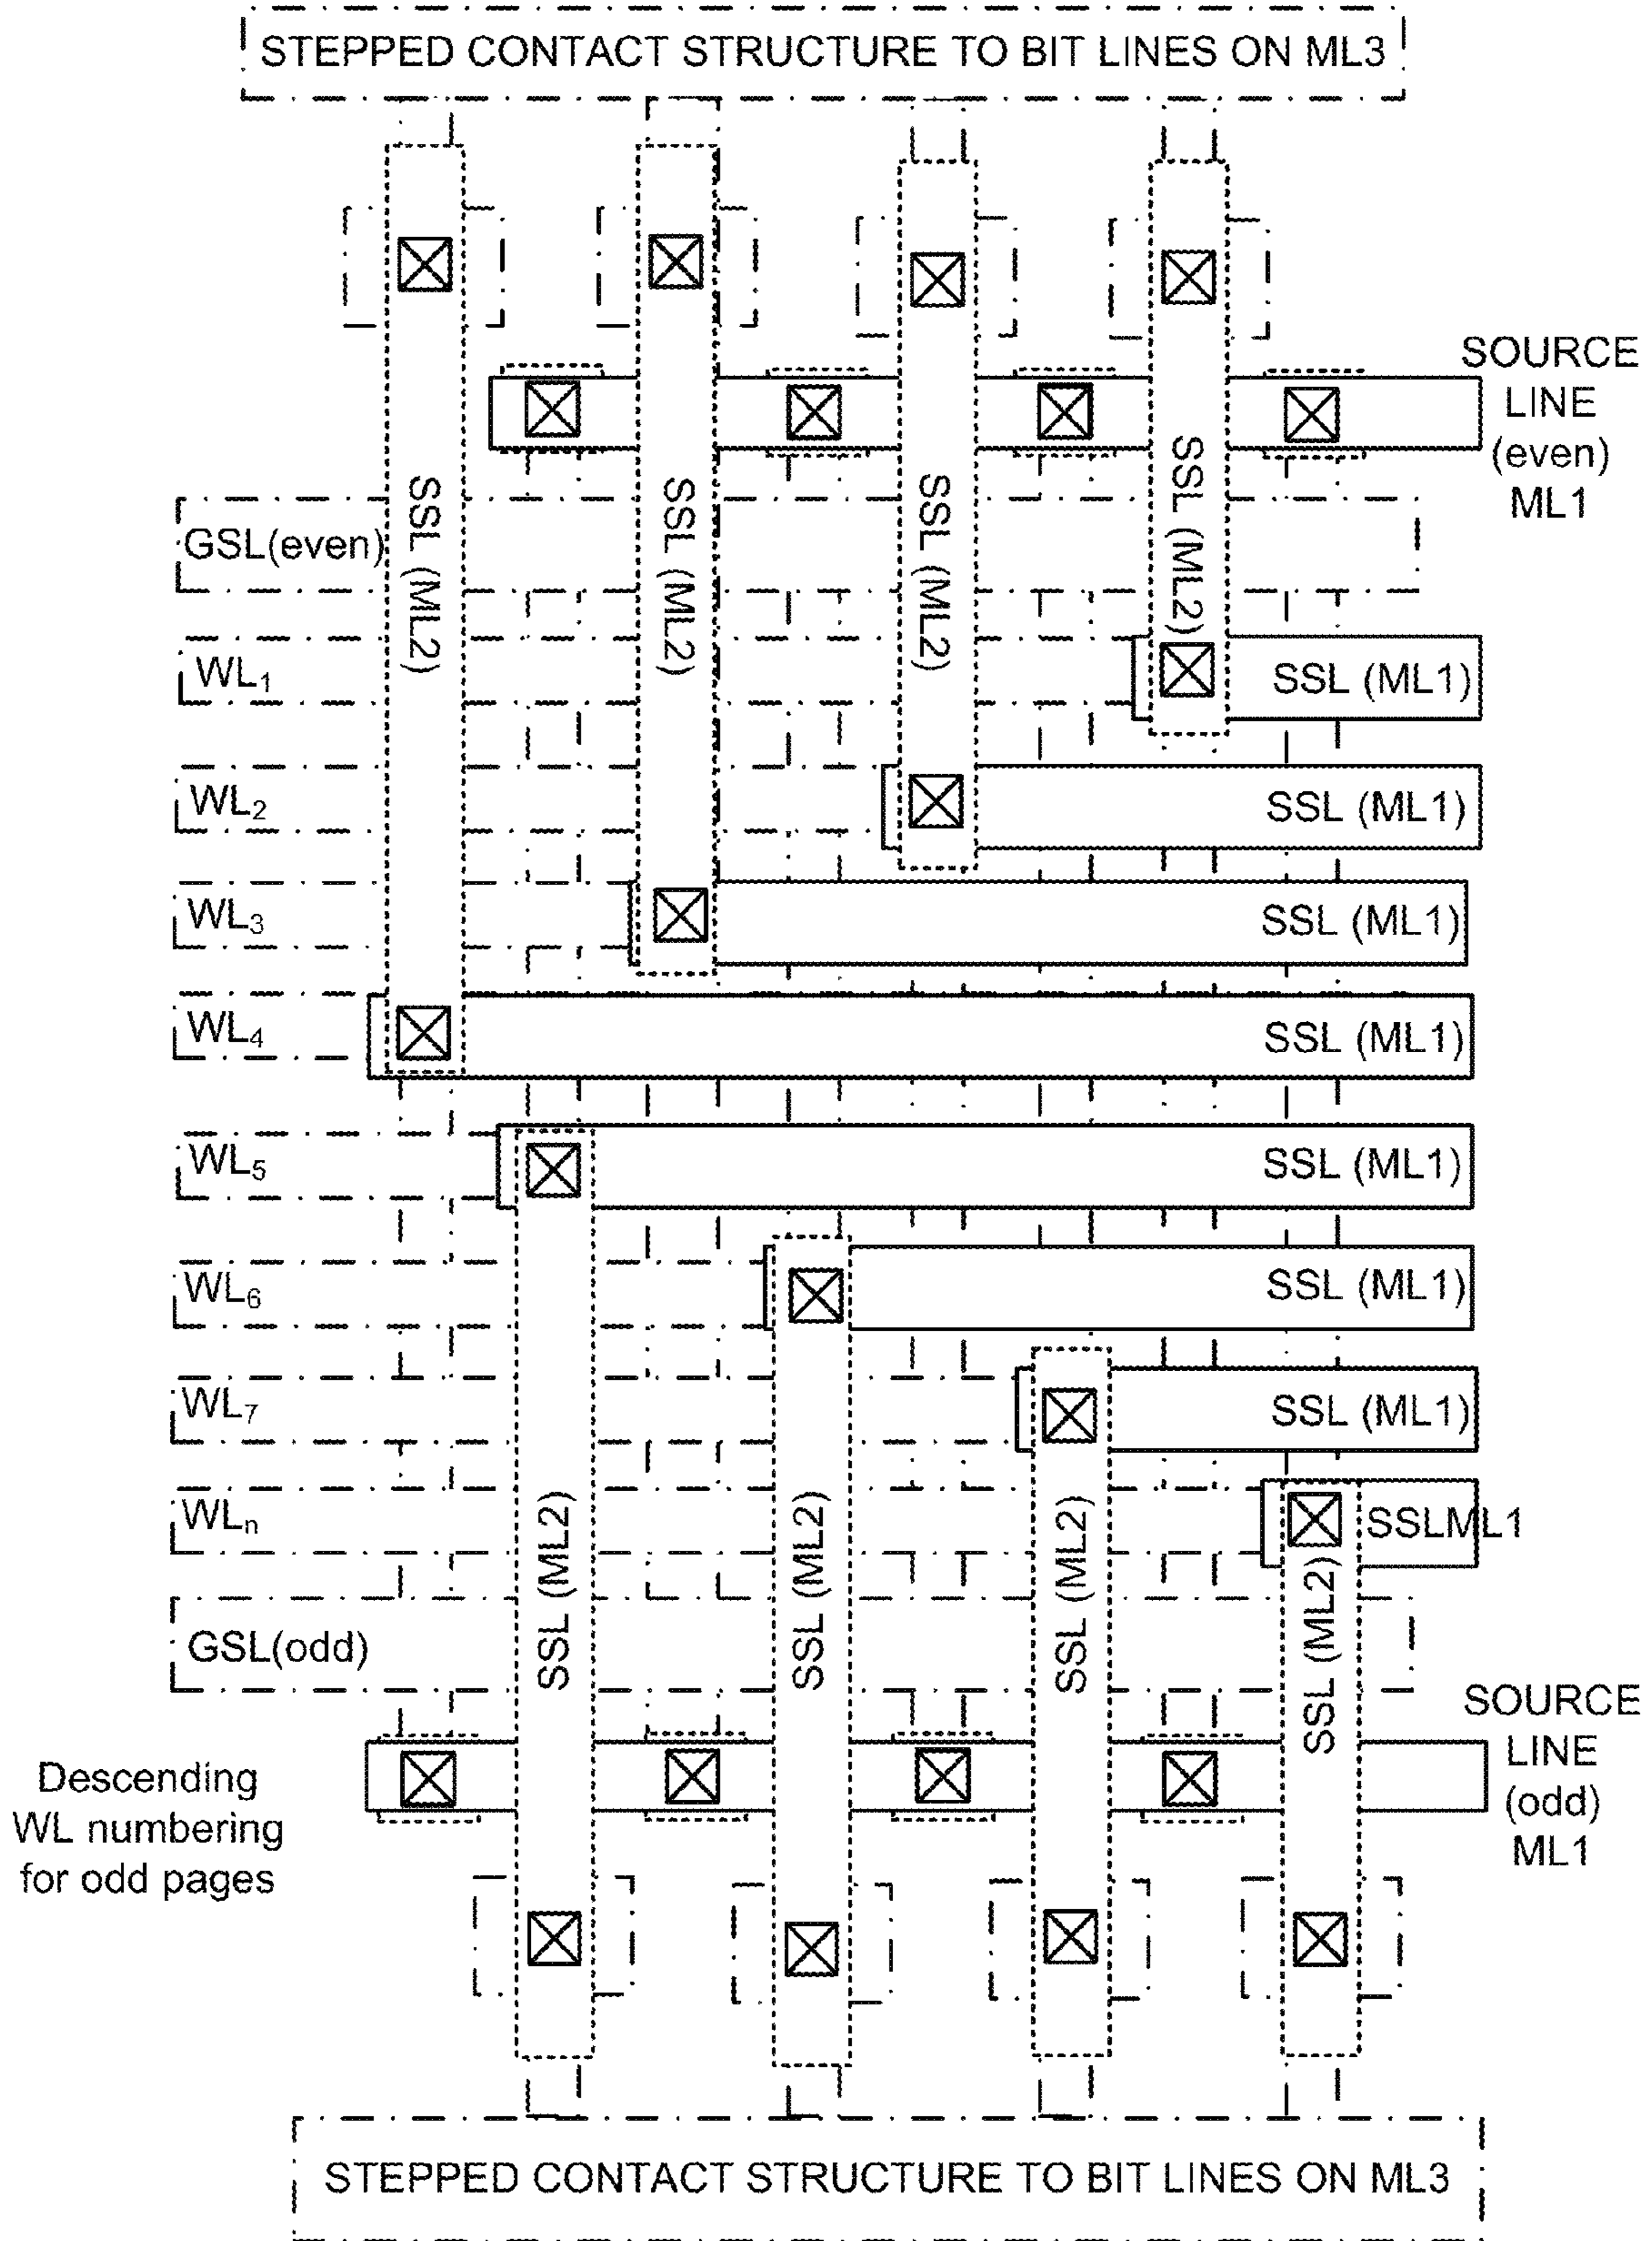 STEPPED CONTACT STRUCTURE TO BIT LINES ON ML3
SOURCE
LINE
(even)
ML1
SSL (ML2)
SSL (ML2)
SSL (ML2)
SSL (ML2)
GSL(even)
WL1
SSL (ML1)
WL2
SSL (ML1)
WL3
SSL (ML1)
WL4
SSL (ML1)
WL5
SSL (ML1)
WL6
SSL (ML1)
WL7
SSL (ML1)
WLn
SSLML1
SSL (ML2)
SSL (ML2)
SSL (ML2)
SSL (ML2)
GSL(odd)
SOURCE
LINE
(odd)
ML1
Descending
WL numbering
for odd pages
STEPPED CONTACT STRUCTURE TO BIT LINES ON ML3